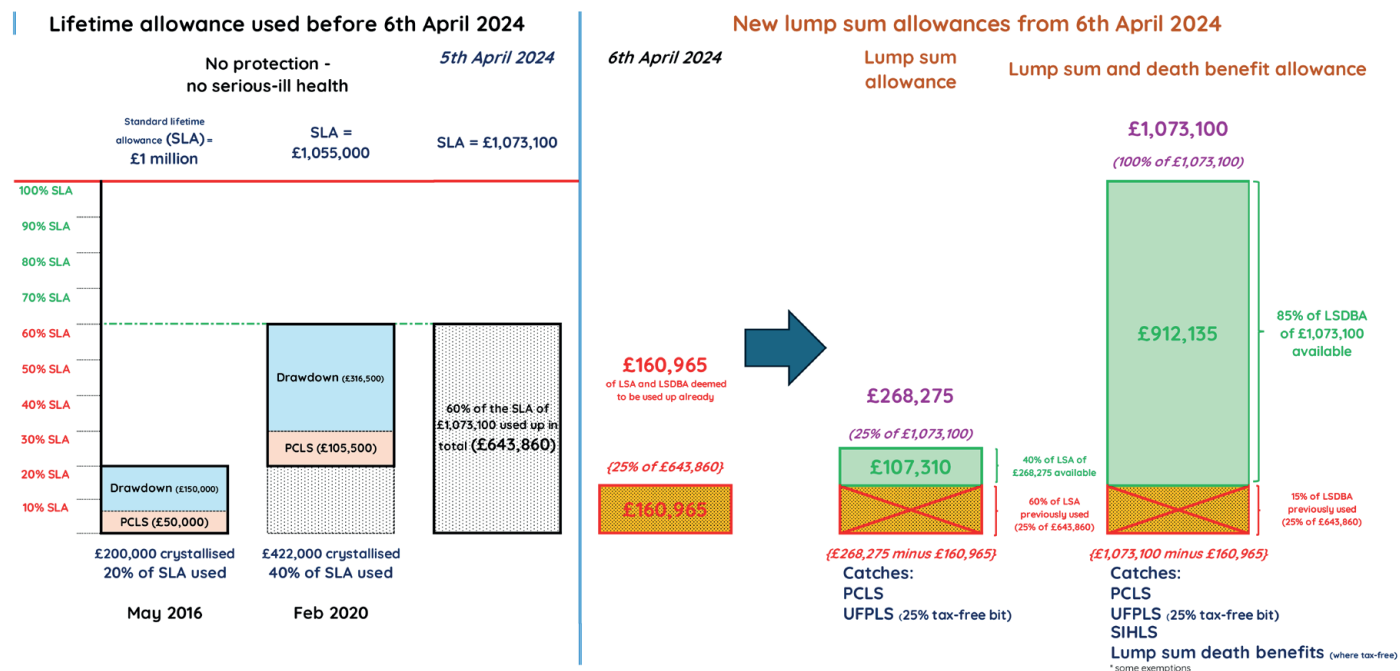 Lifetime allowance used before 6th April 2024
No protection -
no serious-ill health
5th April 2024
Standard lifetime
allowance (SLA) =
£1 million
SLA =
£1,055,000
SLA = £1,073,100
100% SLA
90% SLA
80% SLA
70% SLA
60% SLA
50% SLA
40% SLA
30% SLA
20% SLA
10% SLA
Drawdown (£150,000)
PCLS (£50,000)
Drawdown (£316,500)
PCLS (£105,500)
60% of the SLA of
£1,073,100 used up in
total (£643,860)
£200,000 crystallised
20% of SLA used
May 2016
£422,000 crystallised
40% of SLA used
Feb 2020
New lump sum allowances from 6th April 2024
6th April 2024
£160,965
of LSA and LSDBA deemed
to be used up already
{25% of £643,860}
£160,965
Lump sum
allowance
£268,275
(25% of £1,073,100)
£107,310
40% of LSA of
£268,275 available
60% of LSA
previously used
(25% of £643,860)
{£268,275 minus £160,965}
Catches:
PCLS
UFPLS (25% tax-free bit)
Lump sum and death benefit allowance
£1,073,100
(100% of £1,073,100)
£912,135
85% of LSDBA
of £1,073,100
available
15% of LSDBA
previously used
(25% of £643,860)
{£1,073,100 minus £160,965}
Catches:
PCLS
UFPLS (25% tax-free bit)
SIHLS
Lump sum death benefits (where tax-free)
* some exemptions